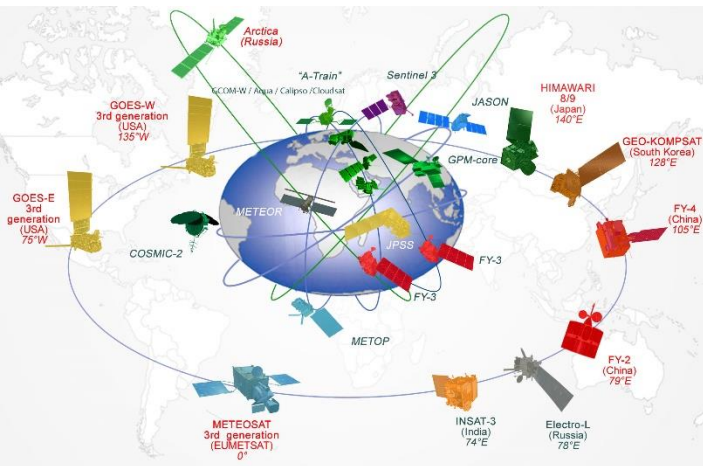 Arctica
(Russia)
"A-Train"
GCOM-W / Aqua / Calipso /Cloudsat
Sentinel 3
JASON
HIMAWARI
8/9
(Japan)
140°E
GOES-W
3rd generation
(USA)
135°W
GEO-KOMPSAT
(South Korea)
128°E
GPM-core
GOES-E
3rd
generation
(USA)
75°W
METEOR
COSMIC-2
JPSS
FY-4
(China)
105°E
FY-3
FY-3
METOP
FY-2
(China)
79°E
METEOSAT
3rd generation
(EUMETSAT)
0°
INSAT-3
(India)
74°E
Electro-L
(Russia)
78°E